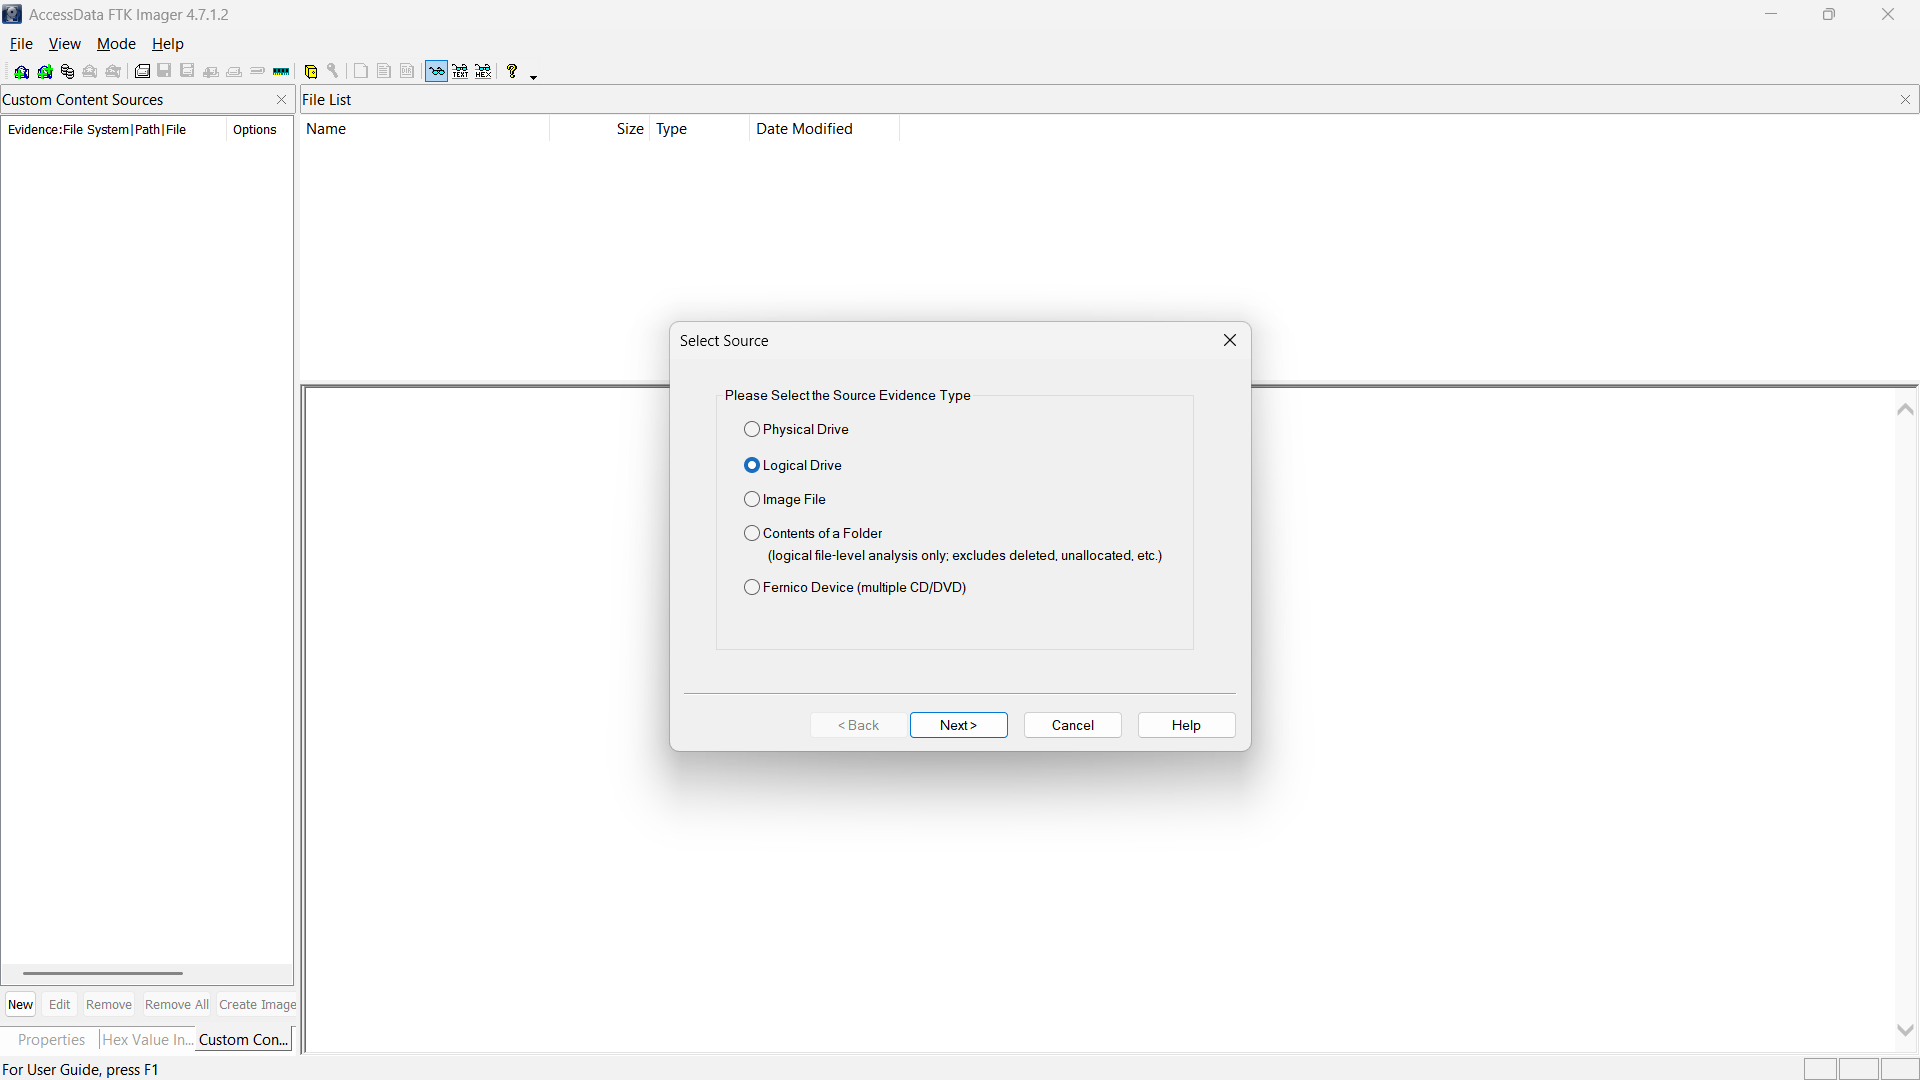 AccessData FTK Imager 4.7.1.2
File View Mode Help
TEXT HEX
Custom Content Sources
File List
Evidence:File System|Path|File Options
Name Size Type Date Modified
Select Source
Please Select the Source Evidence Type
Physical Drive
Logical Drive
Image File
Contents of a Folder
(logical file-level analysis only; excludes deleted, unallocated, etc.)
Fernico Device (multiple CD/DVD)
< Back Next > Cancel Help
New Edit Remove Remove All Create Image
Properties Hex Value In... Custom Con...
For User Guide, press F1